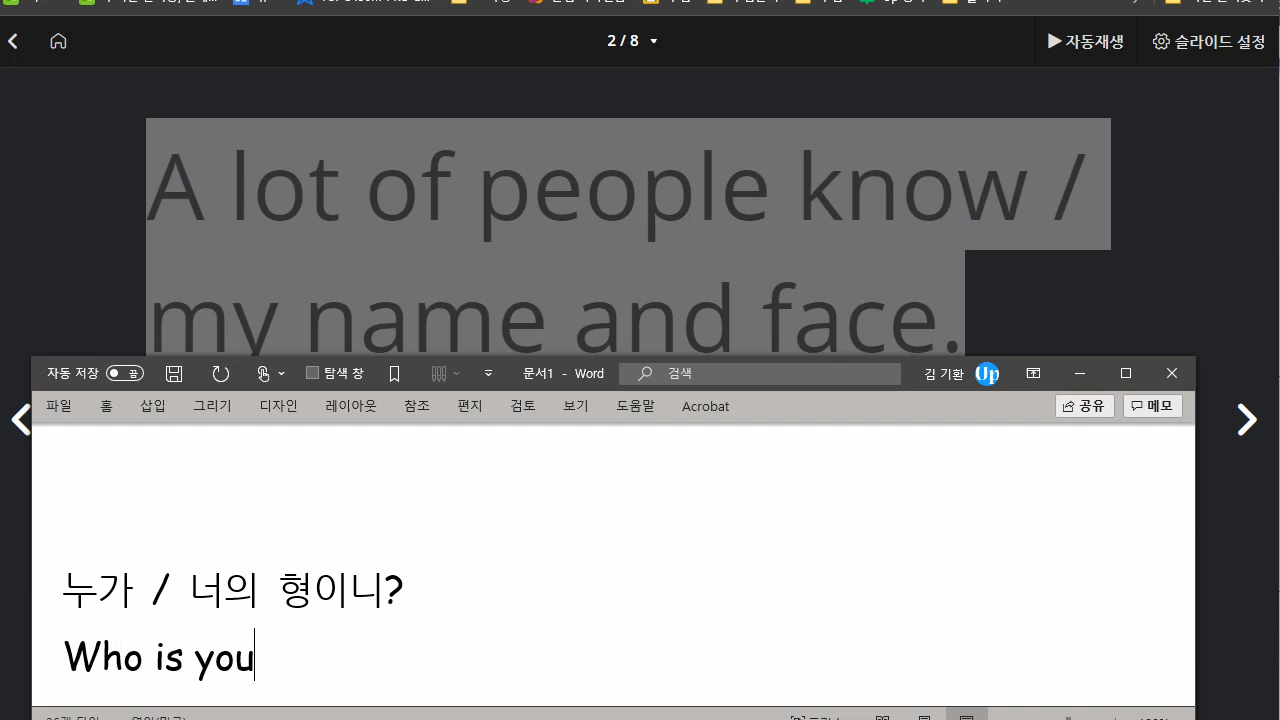 2 / 8
자동재생
슬라이드 설정
A lot of people know /
my name and face.
자동 저장
끔
탐색 창
문서1 - Word
검색
김 기환
Up
파일 홈 삽입 그리기 디자인 레이아웃 참조 편지 검토 보기 도움말 Acrobat
공유
메모
누가 / 너의 형이니?
Who is you